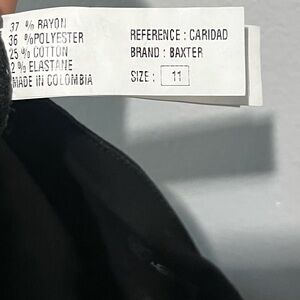 37 % RAYON
36 %POLYESTER
25 % COTTON
2 % ELASTANE
MADE IN COLOMBIA
REFERENCE : CARIDAD
BRAND : BAXTER
SIZE : 11